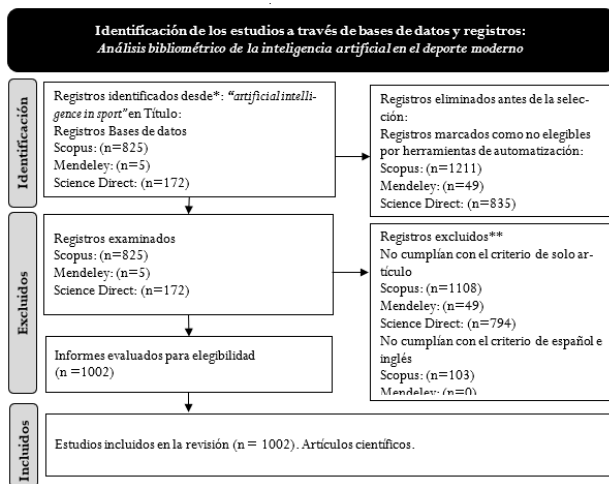 Identificación de los estudios a través de bases de datos y registros:
Análisis bibliométrico de la inteligencia artificial en el deporte moderno
Identificación
Registros identificados desde*: “artificial intelli-
gence in sport” en Título:
Registros Bases de datos
Scopus: (n=825)
Mendeley: (n=5)
Science Direct: (n=172)
Registros eliminados antes de la
selección:
Registros marcados como no elegibles
por herramientas de automatización:
Scopus: (n=1211)
Mendeley: (n=49)
Science Direct: (n=835)
Excluidos
Registros examinados
Scopus: (n=825)
Mendeley: (n=5)
Science Direct: (n=172)
Registros excluidos**
No cumplían con el criterio de solo ar-
tículo
Scopus: (n=1108)
Mendeley: (n=49)
Science Direct: (n=794)
No cumplían con el criterio de español e
inglés
Scopus: (n=103)
Mendeley: (n=0)
Informes evaluados para elegibilidad
(n =1002)
Incluidos
Estudios incluidos en la revisión (n = 1002). Artículos científicos.